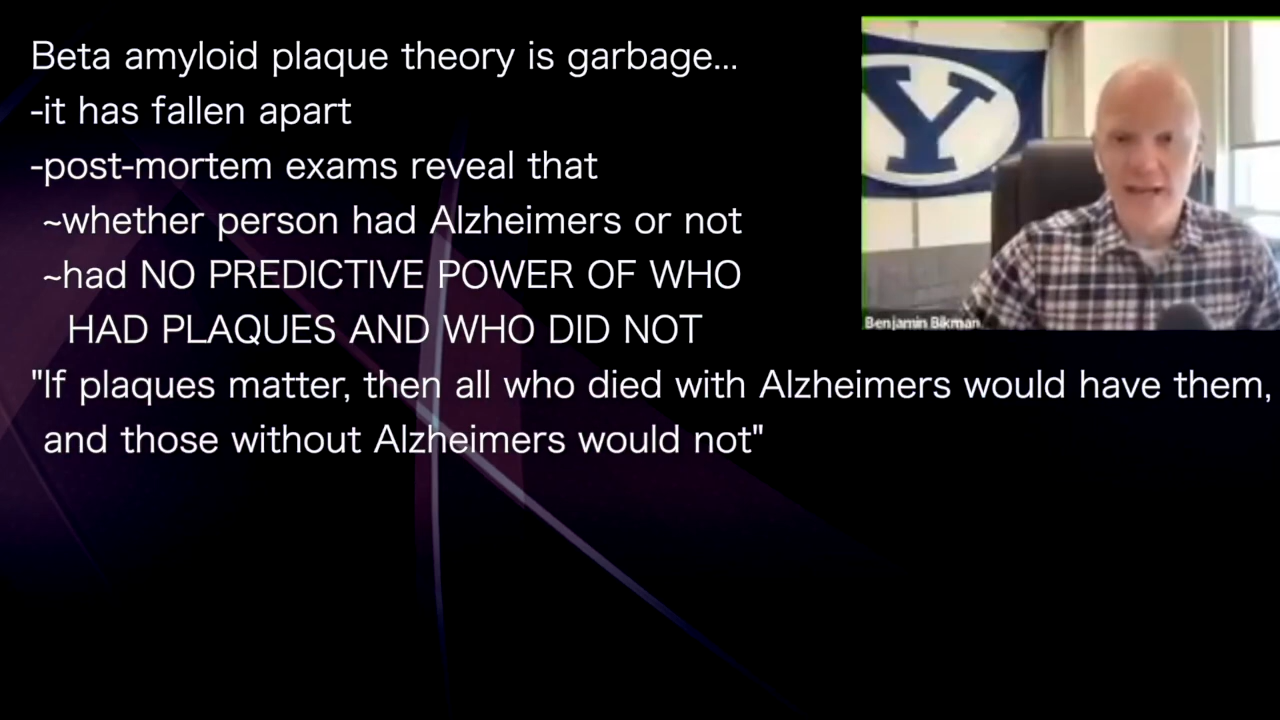 Beta amyloid plaque theory is garbage...
-it has fallen apart
-post-mortem exams reveal that
~whether person had Alzheimers or not
~had NO PREDICTIVE POWER OF WHO
HAD PLAQUES AND WHO DID NOT
"If plaques matter, then all who died with Alzheimers would have them,
and those without Alzheimers would not"
Y
Benjamin Bikman